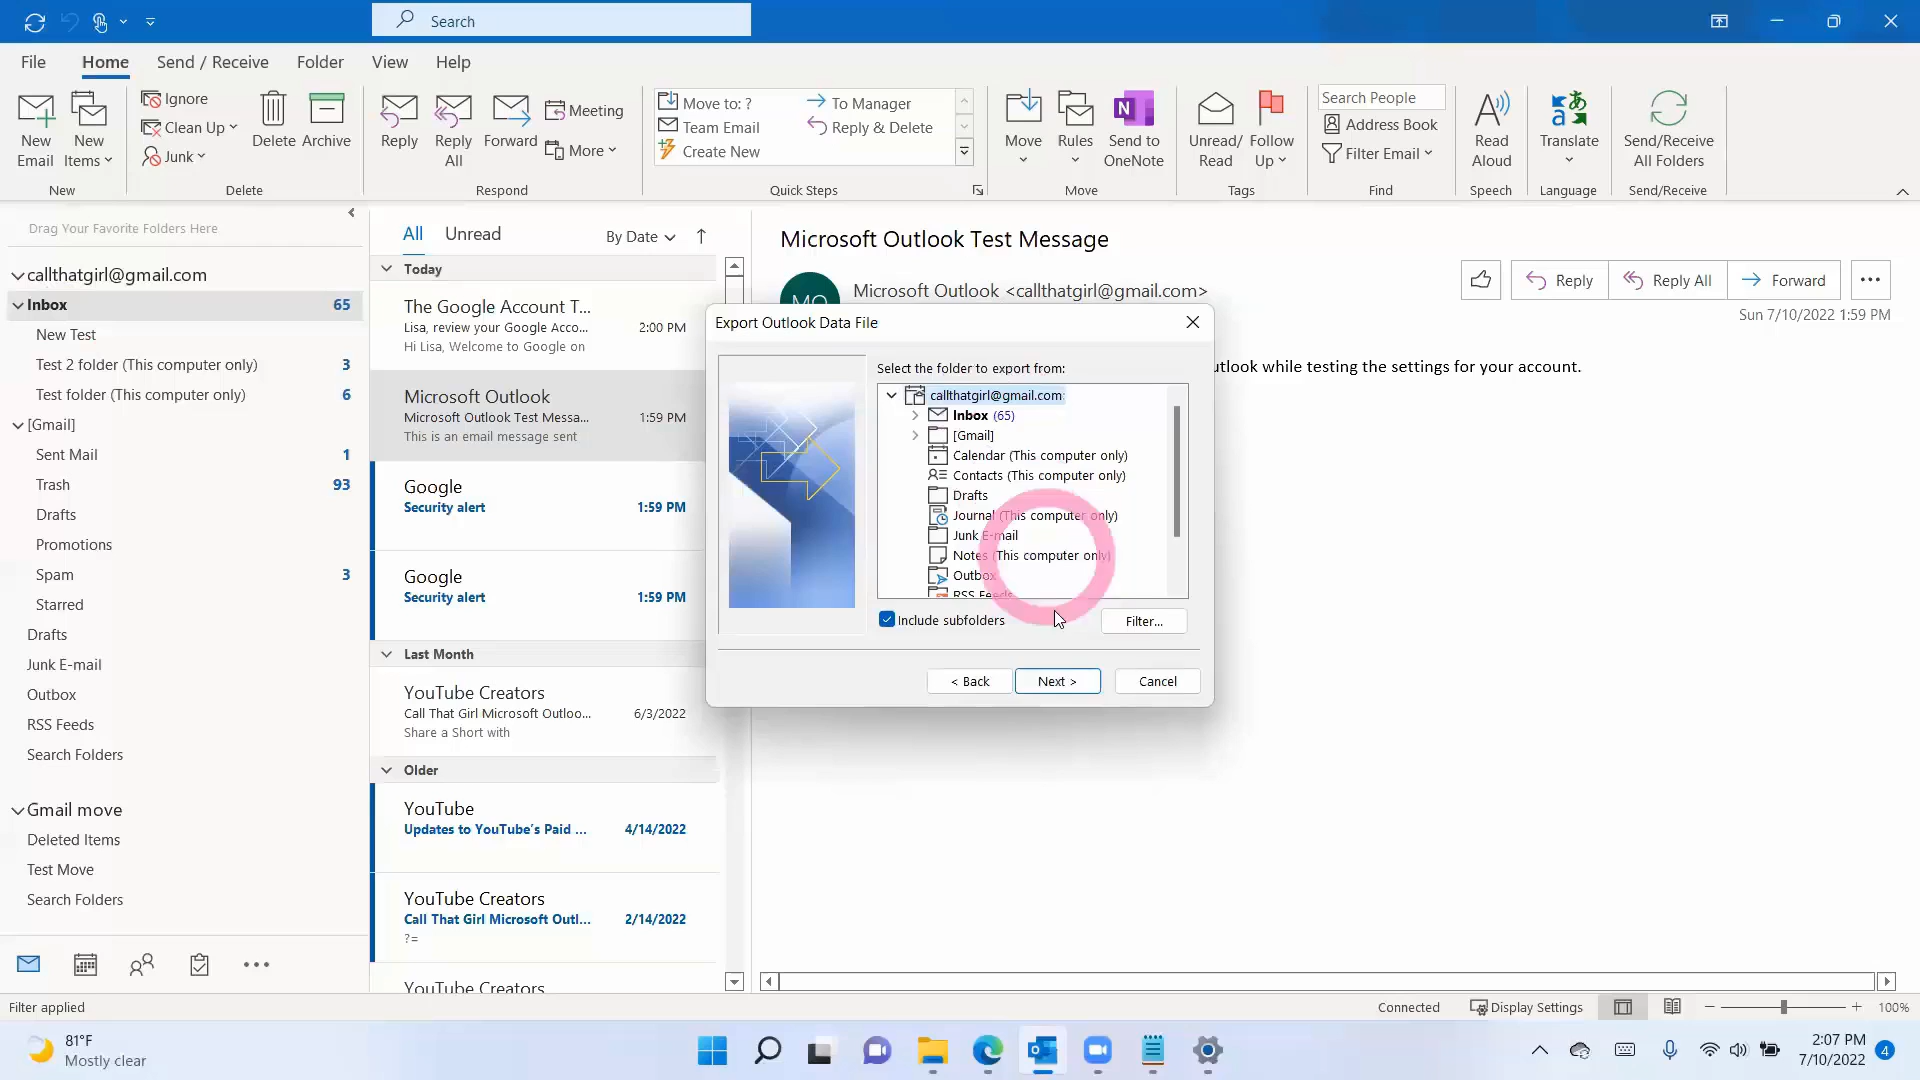 Search
File
Home
Send / Receive
Folder
View
Help
New Email
New Items
New
Ignore
Clean Up
Junk
Delete
Archive
Delete
Reply
Reply All
Forward
Meeting
More
Respond
Move to: ?
Team Email
Create New
To Manager
Reply & Delete
Quick Steps
Move
Rules
Send to OneNote
Move
Unread/ Read
Follow Up
Tags
Search People
Address Book
Filter Email
Find
Read Aloud
Speech
Translate
Language
Send/Receive All Folders
Send/Receive
Drag Your Favorite Folders Here
callthatgirl@gmail.com
Inbox 65
New Test
Test 2 folder (This computer only) 3
Test folder (This computer only) 6
[Gmail]
Sent Mail 1
Trash 93
Drafts
Promotions
Spam 3
Starred
Drafts
Junk E-mail
Outbox
RSS Feeds
Search Folders
Gmail move
Deleted Items
Test Move
Search Folders
All
Unread
By Date
Today
The Google Account T...
Lisa, review your Google Acco... 2:00 PM
Hi Lisa, Welcome to Google on
Microsoft Outlook
Microsoft Outlook Test Messa... 1:59 PM
This is an email message sent
Google
Security alert 1:59 PM
Google
Security alert 1:59 PM
Last Month
YouTube Creators
Call That Girl Microsoft Outloo... 6/3/2022
Share a Short with
Older
YouTube
Updates to YouTube's Paid ... 4/14/2022
YouTube Creators
Call That Girl Microsoft Outl... 2/14/2022
?=
YouTube Creators
Microsoft Outlook Test Message
MO
Microsoft Outlook <callthatgirl@gmail.com>
Reply
Reply All
Forward
Sun 7/10/2022 1:59 PM
utlook while testing the settings for your account.
Export Outlook Data File
Select the folder to export from:
callthatgirl@gmail.com
Inbox (65)
[Gmail]
Calendar (This computer only)
Contacts (This computer only)
Drafts
Journal (This computer only)
Junk E-mail
Notes (This computer only)
Outbox
RSS Feeds
Include subfolders
Filter...
< Back
Next >
Cancel
Filter applied
Connected
Display Settings
100%
81°F
Mostly clear
2:07 PM
7/10/2022
4